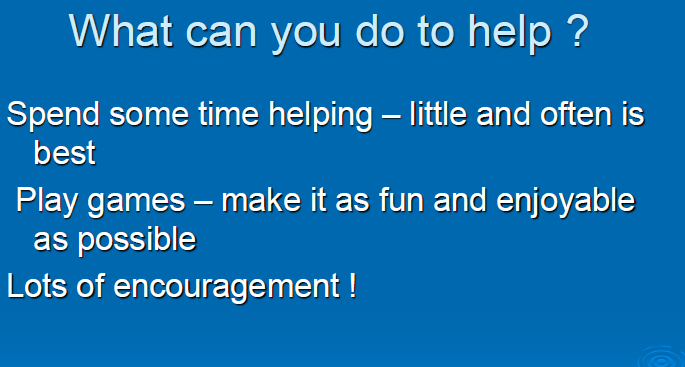 What can you do to help ?
Spend some time helping – little and often is
best
Play games – make it as fun and enjoyable
as possible
Lots of encouragement !